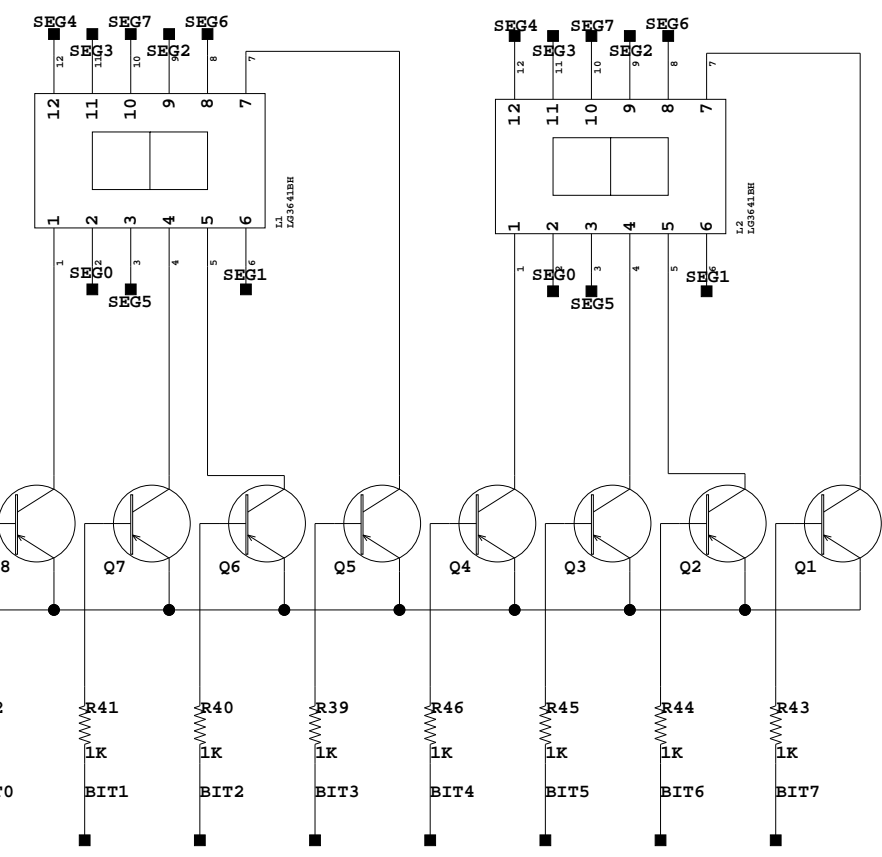 SEG4 SEG7 SEG6
SEG3 SEG2
12 11 10 9 8 7
12 11 10 9 8 7
L1
LG3641BH
1 2 3 4 5 6
1 2 3 4 5 6
SEG0 SEG1
SEG5
SEG4 SEG7 SEG6
SEG3 SEG2
12 11 10 9 8 7
12 11 10 9 8 7
L2
LG3641BH
1 2 3 4 5 6
1 2 3 4 5 6
SEG0 SEG1
SEG5
8 Q7 Q6 Q5 Q4 Q3 Q2 Q1
2 R41 R40 R39 R46 R45 R44 R43
1K 1K 1K 1K 1K 1K 1K
T0 BIT1 BIT2 BIT3 BIT4 BIT5 BIT6 BIT7